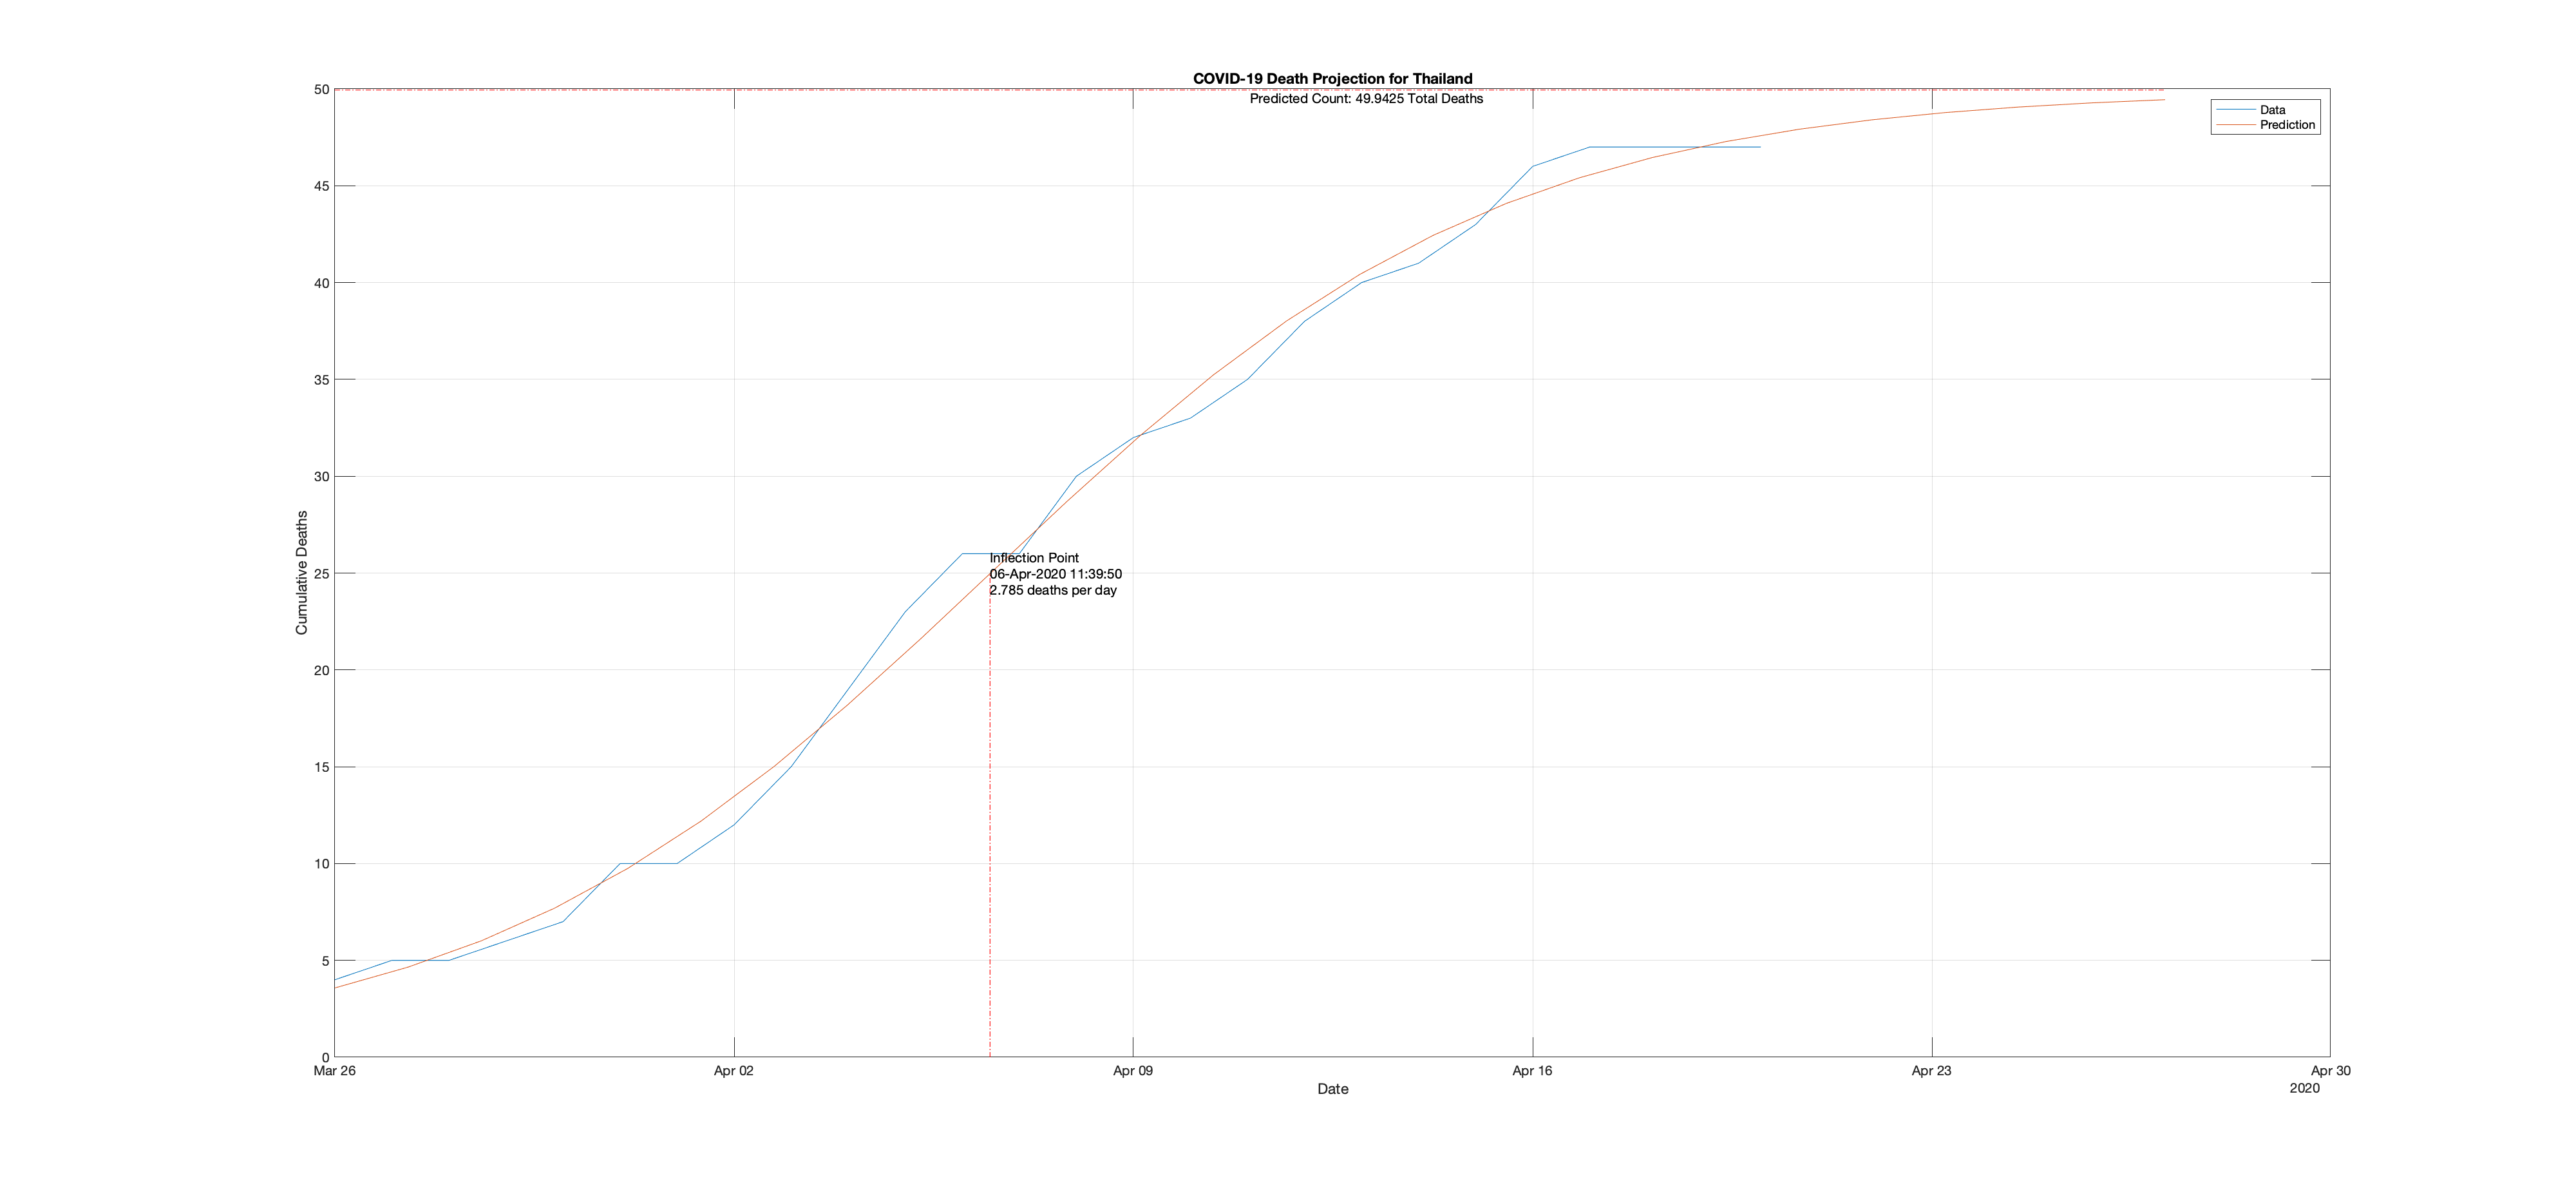 COVID-19 Death Projection for Thailand
Predicted Count: 49.9425 Total Deaths
Data
Prediction
50
45
40
35
30
25
20
15
10
5
0
Cumulative Deaths
Inflection Point
06-Apr-2020 11:39:50
2.785 deaths per day
Mar 26 Apr 02 Apr 09 Apr 16 Apr 23 Apr 30
Date
2020